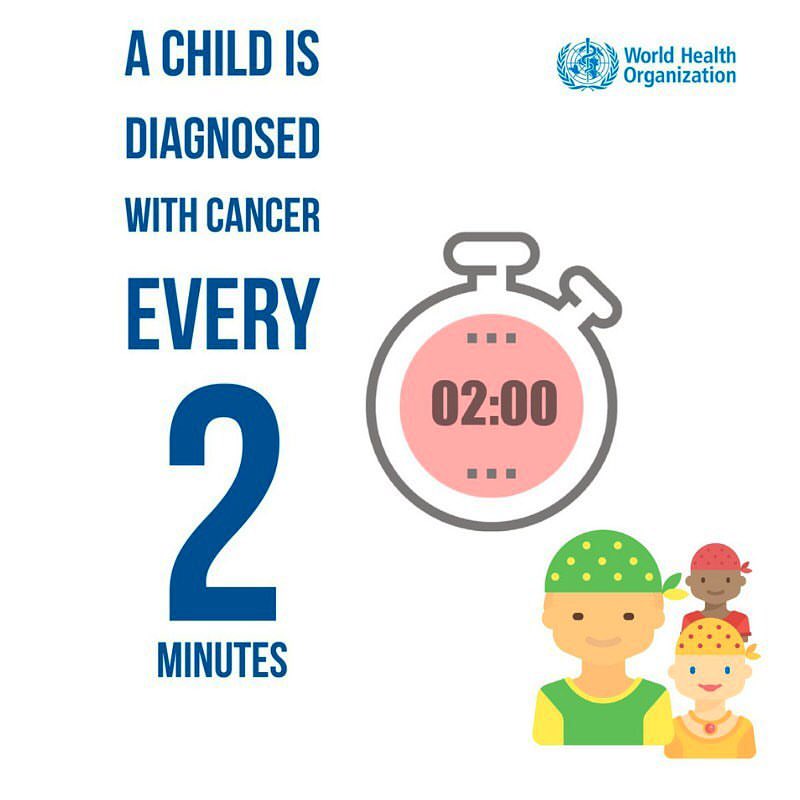 A CHILD IS
DIAGNOSED
WITH CANCER
EVERY
2
MINUTES
World Health
Organization
02:00